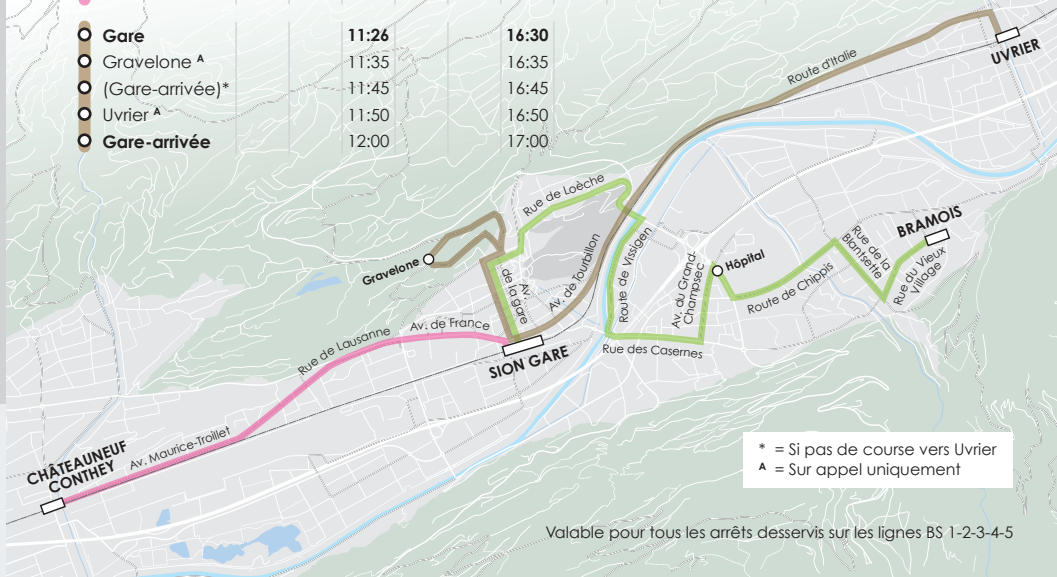 Gare 11:26 16:30
Gravelone A 11:35 16:35
(Gare-arrivée)* 11:45 16:45
Uvrier A 11:50 16:50
Gare-arrivée 12:00 17:00
UVRIER
Route d'Italie
Rue de Loèche
BRAMOIS
Gravelone
Av. de la gare
Av. de Tourbillon
Route de Vissigen
Av. du Grand-Champsec
Hôpital
Route de Chippis
Rue de la Blantsette
Rue du Vieux Village
Rue de Lausanne
Av. de France
SION GARE
Rue des Casernes
CHÂTEAUNEUF
CONTHEY
Av. Maurice-Troillet
* = Si pas de course vers Uvrier
A = Sur appel uniquement
Valable pour tous les arrêts desservis sur les lignes BS 1-2-3-4-5